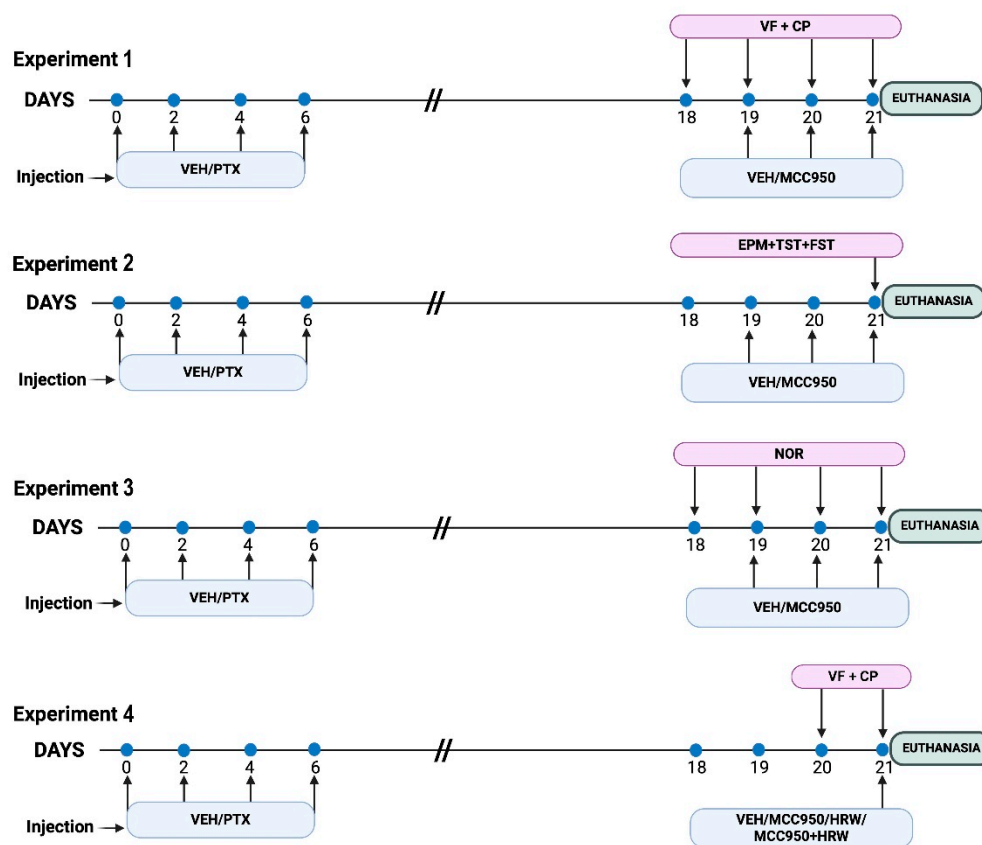 VF + CP
Experiment 1
DAYS
EUTHANASIA
0 2 4 6 18 19 20 21
Injection
VEH/PTX
VEH/MCC950
EPM+TST+FST
Experiment 2
DAYS
EUTHANASIA
0 2 4 6 18 19 20 21
Injection
VEH/PTX
VEH/MCC950
NOR
Experiment 3
DAYS
EUTHANASIA
0 2 4 6 18 19 20 21
Injection
VEH/PTX
VEH/MCC950
VF + CP
Experiment 4
DAYS
EUTHANASIA
0 2 4 6 18 19 20 21
Injection
VEH/PTX
VEH/MCC950/HRW/
MCC950+HRW